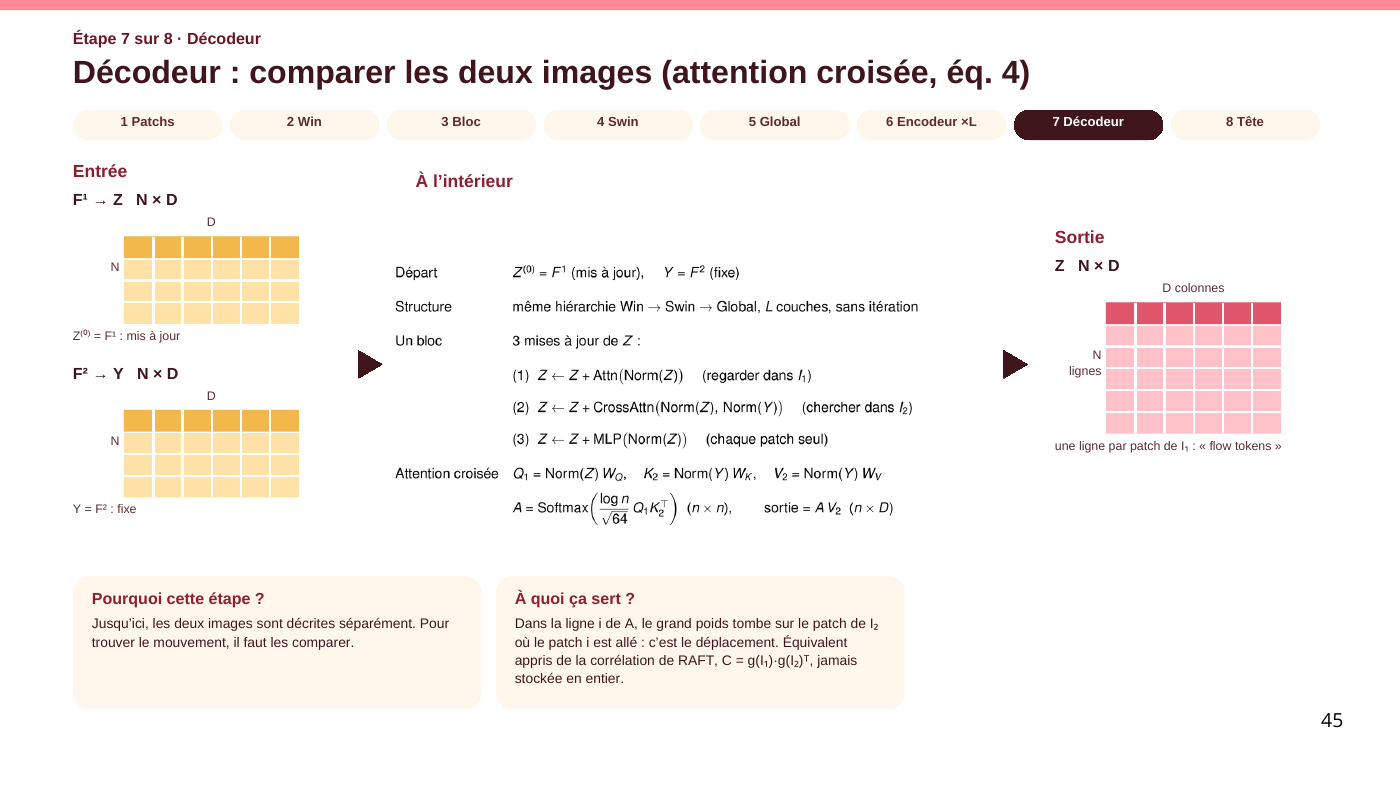 Étape 7 sur 8 · Décodeur
Décodeur : comparer les deux images (attention croisée, éq. 4)
1 Patchs
2 Win
3 Bloc
4 Swin
5 Global
6 Encodeur ×L
7 Décodeur
8 Tête
Entrée
F¹ → Z N × D
D
N
Z⁽⁰⁾ = F¹ : mis à jour
F² → Y N × D
D
N
Y = F² : fixe
À l’intérieur
Départ Z⁽⁰⁾ = F¹ (mis à jour), Y = F² (fixe)
Structure même hiérarchie Win → Swin → Global, L couches, sans itération
Un bloc 3 mises à jour de Z :
(1) Z ← Z + Attn(Norm(Z)) (regarder dans I₁)
(2) Z ← Z + CrossAttn(Norm(Z), Norm(Y)) (chercher dans I₂)
(3) Z ← Z + MLP(Norm(Z)) (chaque patch seul)
Attention croisée Q₁ = Norm(Z) W_Q, K₂ = Norm(Y) W_K, V₂ = Norm(Y) W_V
A = Softmax(log n / √64 Q₁K₂⊤) (n × n), sortie = A V₂ (n × D)
Sortie
Z N × D
D colonnes
N
lignes
une ligne par patch de I₁ : « flow tokens »
Pourquoi cette étape ?
Jusqu’ici, les deux images sont décrites séparément. Pour
trouver le mouvement, il faut les comparer.
À quoi ça sert ?
Dans la ligne i de A, le grand poids tombe sur le patch de I₂
où le patch i est allé : c’est le déplacement. Équivalent
appris de la corrélation de RAFT, C = g(I₁)·g(I₂)ᵀ, jamais
stockée en entier.
45